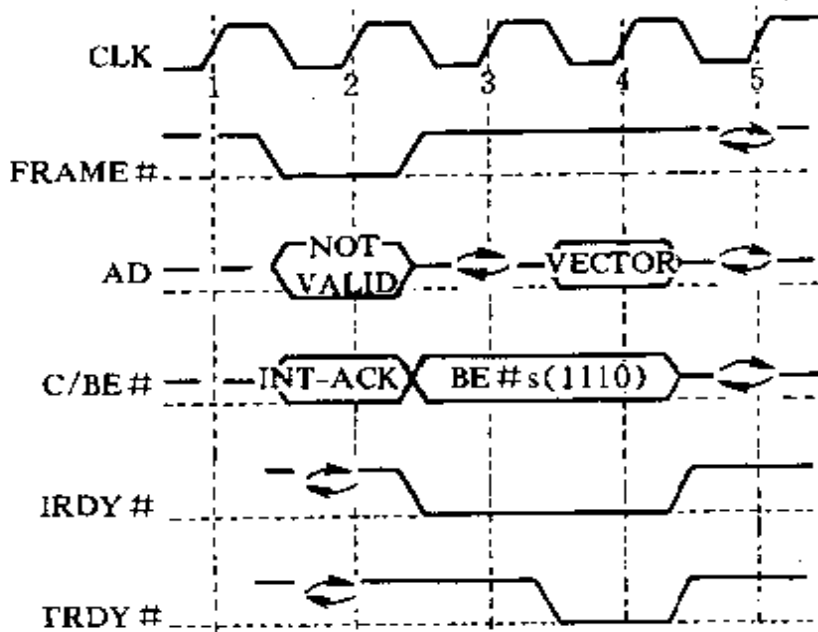 CLK
1 2 3 4 5
FRAME #
AD
NOT
VALID
VECTOR
C/BE #
INT-ACK
BE # s(1110)
IRDY #
TRDY #